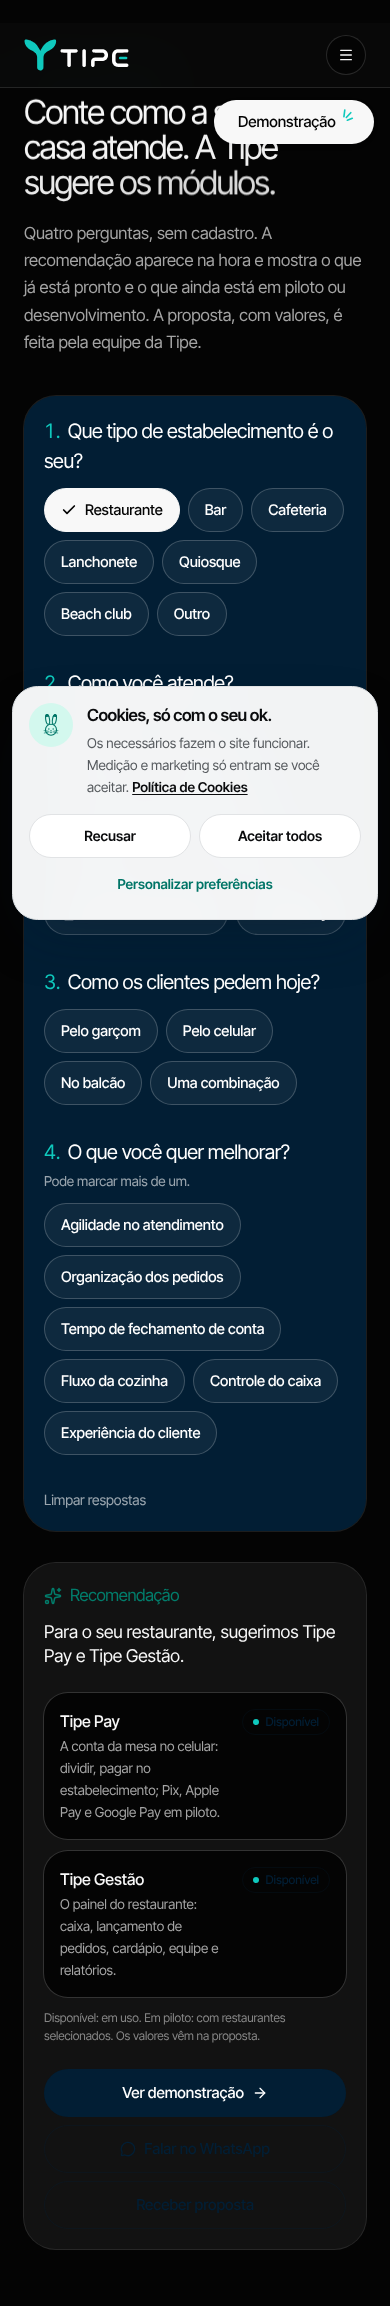 TIPE
Conte como a s
Demonstração
casa atende. A Tipe
sugere os módulos.
Quatro perguntas, sem cadastro. A
recomendação aparece na hora e mostra o que
já está pronto e o que ainda está em piloto ou
desenvolvimento. A proposta, com valores, é
feita pela equipe da Tipe.
1. Que tipo de estabelecimento é o
seu?
Restaurante Bar Cafeteria
Lanchonete Quiosque
Beach club Outro
2. Como você atende?
Cookies, só com o seu ok.
Os necessários fazem o site funcionar.
Medição e marketing só entram se você
aceitar. Política de Cookies
Recusar Aceitar todos
Personalizar preferências
3. Como os clientes pedem hoje?
Pelo garçom Pelo celular
No balcão Uma combinação
4. O que você quer melhorar?
Pode marcar mais de um.
Agilidade no atendimento
Organização dos pedidos
Tempo de fechamento de conta
Fluxo da cozinha Controle do caixa
Experiência do cliente
Limpar respostas
Recomendação
Para o seu restaurante, sugerimos Tipe
Pay e Tipe Gestão.
Tipe Pay Disponível
A conta da mesa no celular:
dividir, pagar no
estabelecimento; Pix, Apple
Pay e Google Pay em piloto.
Tipe Gestão Disponível
O painel do restaurante:
caixa, lançamento de
pedidos, cardápio, equipe e
relatórios.
Disponível: em uso. Em piloto: com restaurantes
selecionados. Os valores vêm na proposta.
Ver demonstração
Falar no WhatsApp
Receber proposta